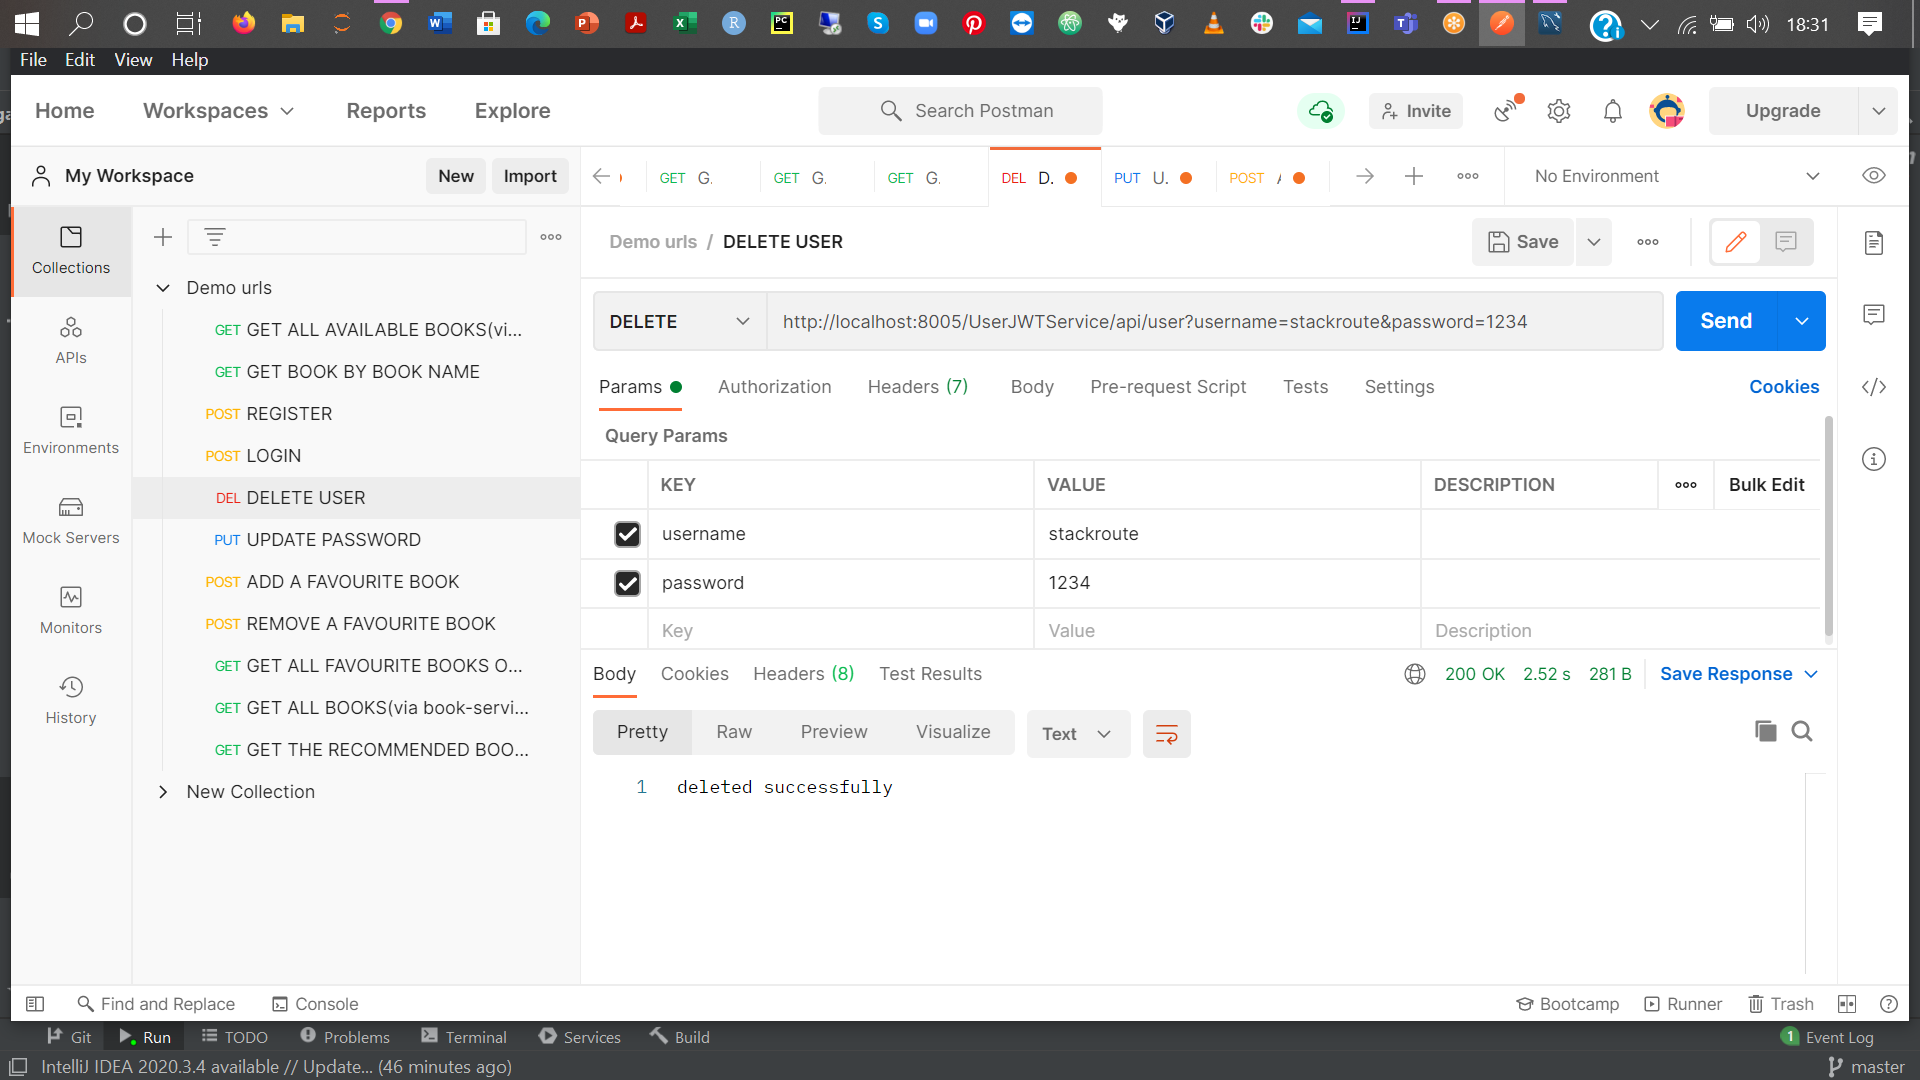 18:31
File Edit View Help
Home Workspaces Reports Explore Search Postman Invite Upgrade
My Workspace New Import GET G. GET G. GET G. DEL D. PUT U. POST No Environment
Collections
Demo urls / DELETE USER Save
Demo urls
GET GET ALL AVAILABLE BOOKS(vi...
DELETE http://localhost:8005/UserJWTService/api/user?username=stackroute&password=1234 Send
APIs
GET GET BOOK BY BOOK NAME
Params Authorization Headers (7) Body Pre-request Script Tests Settings Cookies
POST REGISTER
Query Params
Environments
POST LOGIN
KEY VALUE DESCRIPTION Bulk Edit
DEL DELETE USER
username stackroute
Mock Servers
PUT UPDATE PASSWORD
password 1234
POST ADD A FAVOURITE BOOK
Key Value Description
Monitors
POST REMOVE A FAVOURITE BOOK
GET GET ALL FAVOURITE BOOKS O...
Body Cookies Headers (8) Test Results 200 OK 2.52 s 281 B Save Response
History
GET GET ALL BOOKS(via book-servi...
Pretty Raw Preview Visualize Text
GET GET THE RECOMMENDED BOO...
1 deleted successfully
New Collection
Find and Replace Console Bootcamp Runner Trash
Git Run TODO Problems Terminal Services Build 1 Event Log
IntelliJ IDEA 2020.3.4 available // Update... (46 minutes ago) master